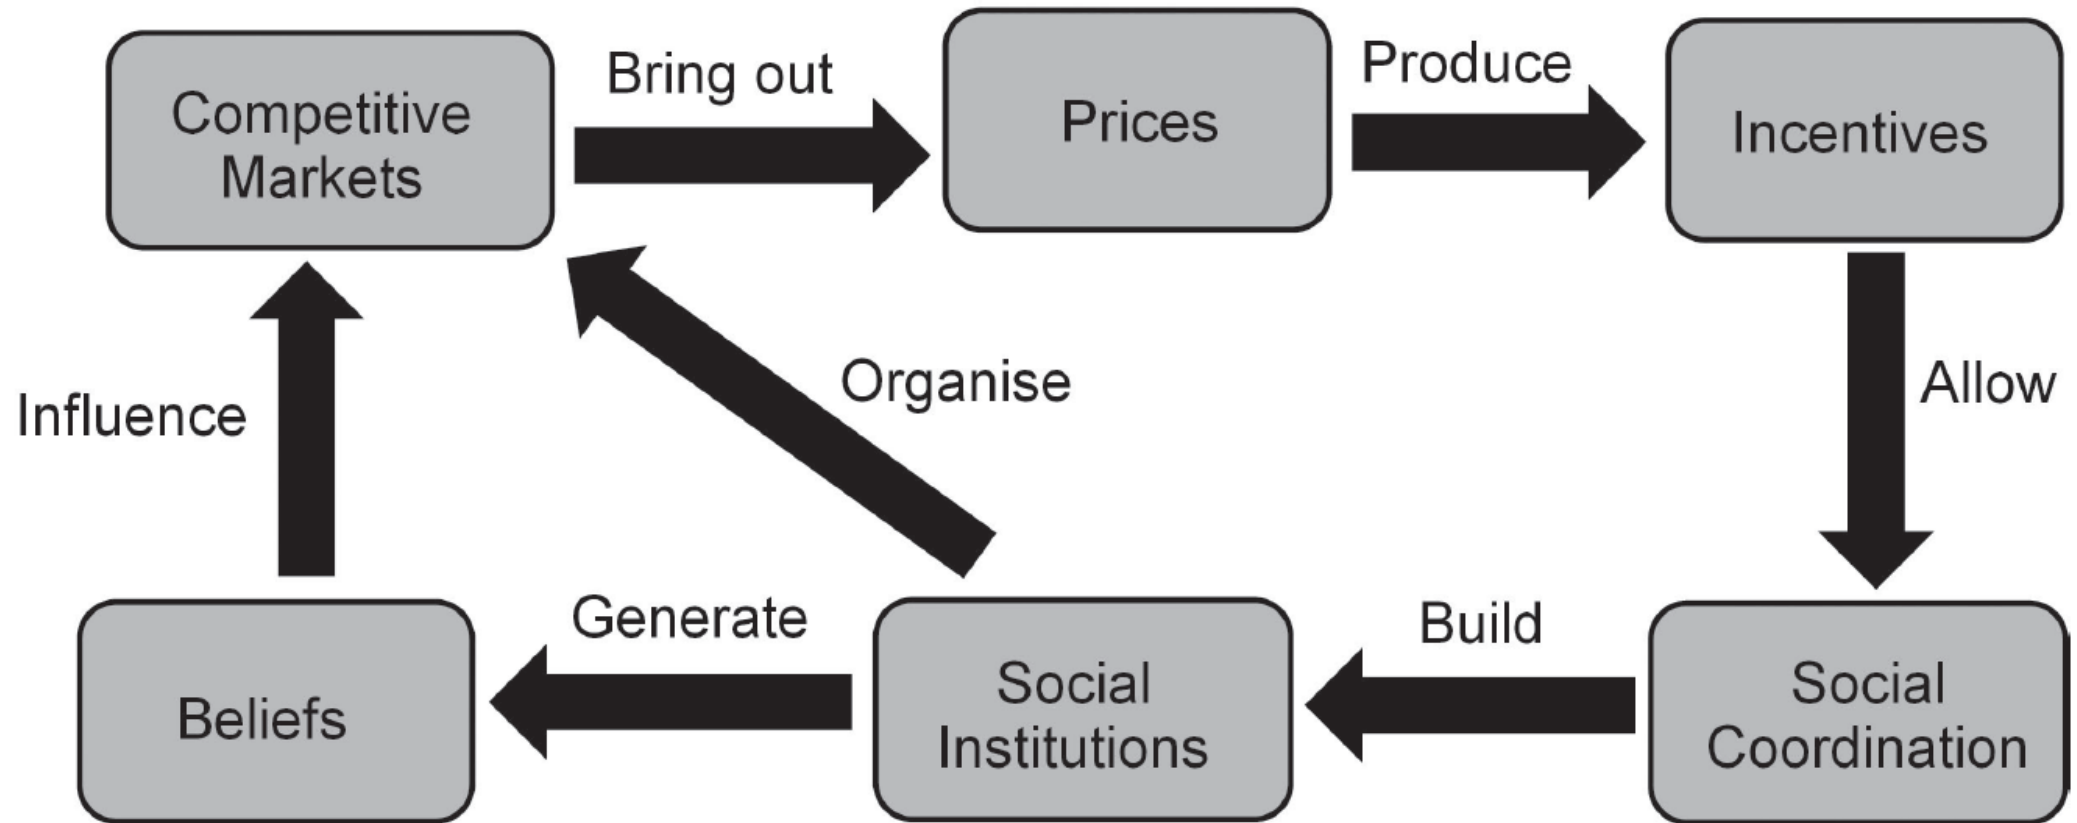 Competitive
Markets
Bring out
Prices
Produce
Incentives
Influence
Organise
Allow
Beliefs
Generate
Social
Institutions
Build
Social
Coordination